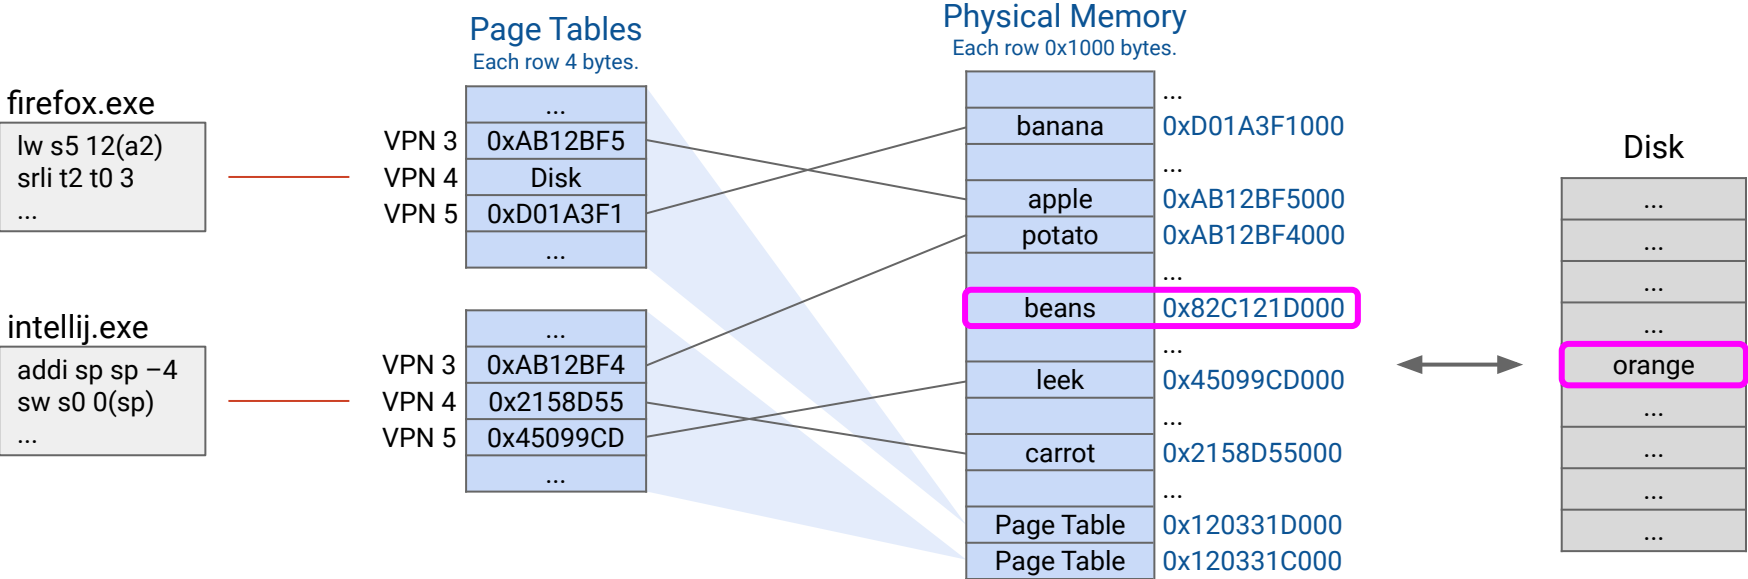 Page Tables
Each row 4 bytes.
Physical Memory
Each row 0x1000 bytes.
firefox.exe
lw s5 12(a2)
srli t2 t0 3
...
...
VPN 3 0xAB12BF5
VPN 4 Disk
VPN 5 0xD01A3F1
...
intellij.exe
addi sp sp −4
sw s0 0(sp)
...
...
VPN 3 0xAB12BF4
VPN 4 0x2158D55
VPN 5 0x45099CD
...
...
banana 0xD01A3F1000
...
apple 0xAB12BF5000
potato 0xAB12BF4000
...
beans 0x82C121D000
...
leek 0x45099CD000
...
carrot 0x2158D55000
...
Page Table 0x120331D000
Page Table 0x120331C000
Disk
...
...
...
...
orange
...
...
...
...